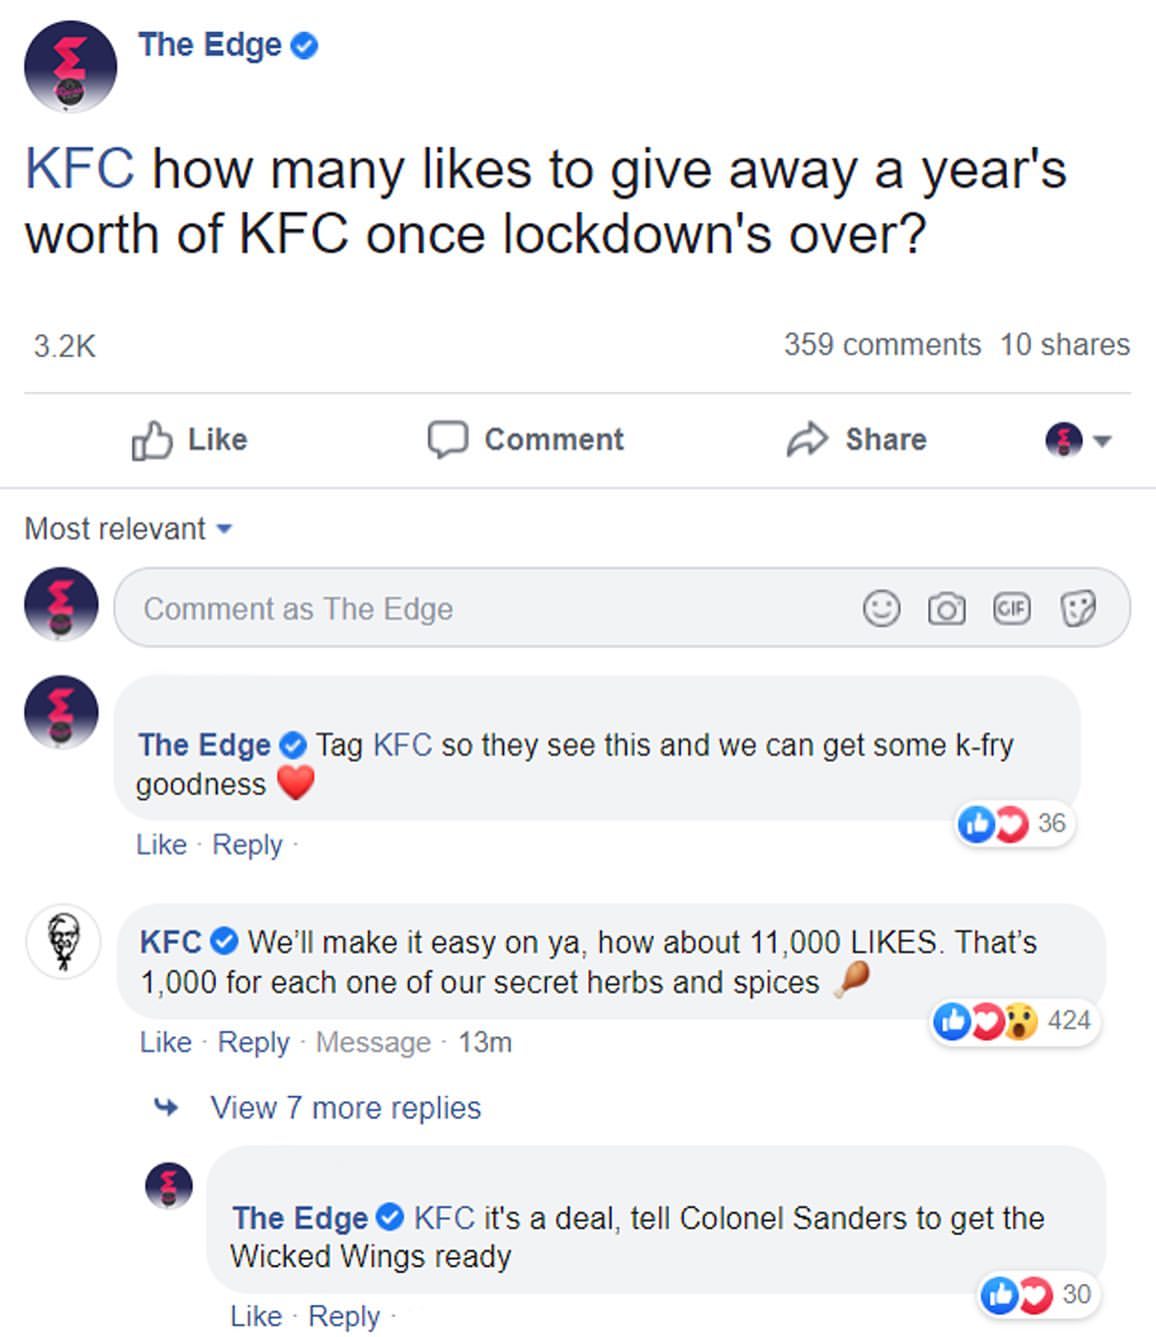 The Edge
KFC how many likes to give away a year's
worth of KFC once lockdown's over?
3.2K 359 comments 10 shares
Like Comment Share
Most relevant
Comment as The Edge GIF
The Edge Tag KFC so they see this and we can get some k-fry
goodness ❤️
36
Like · Reply ·
KFC We’ll make it easy on ya, how about 11,000 LIKES. That’s
1,000 for each one of our secret herbs and spices 🍗
424
Like · Reply · Message · 13m
View 7 more replies
The Edge KFC it's a deal, tell Colonel Sanders to get the
Wicked Wings ready
30
Like · Reply ·